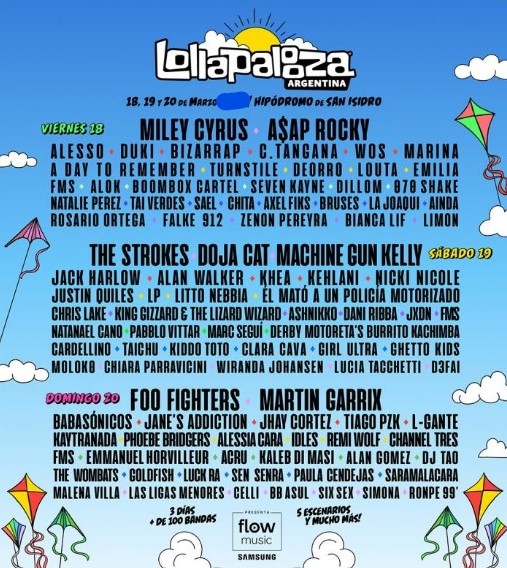 Lollapalooza
ARGENTINA
18, 19 Y 20 DE MARZO / HIPÓDROMO DE SAN ISIDRO
VIERNES 18
MILEY CYRUS • A$AP ROCKY
ALESSO • DUKI • BIZARRAP • C. TANGANA • WOS • MARINA
A DAY TO REMEMBER • TURNSTILE • DEORRO • LOUTA • EMILIA
FMS • ALOK • BOOMBOX CARTEL • SEVEN KAYNE • DILLOM • 070 SHAKE
NATALIE PEREZ • TAI VERDES • SAEL • CHITA • AXEL FIKS • BRUSES • LA JOAQUI • AINDA
ROSARIO ORTEGA • FALKE 912 • ZENON PEREYRA • BIANCA LIF • LIMON
THE STROKES • DOJA CAT • MACHINE GUN KELLY
SÁBADO 19
JACK HARLOW • ALAN WALKER • KHEA • KEHLANI • NICKI NICOLE
JUSTIN QUILES • LP • LITTO NEBBIA • EL MATÓ A UN POLICÍA MOTORIZADO
CHRIS LAKE • KING GIZZARD & THE LIZARD WIZARD • ASHNIKKO • DANI RIBBA • JXDN • FMS
NATANAEL CANO • PABBLO VITTAR • MARC SEGUÍ • DERBY MOTORETA'S BURRITO KACHIMBA
CARDELLINO • TAICHU • KIDDO TOTO • CLARA CAVA • GIRL ULTRA • GHETTO KIDS
MOLOK0 • CHIARA PARRAVICINI • WIRANDA JOHANSEN • LUCIA TACCHETTI • D3FAI
DOMINGO 20
FOO FIGHTERS • MARTIN GARRIX
BABASÓNICOS • JANE'S ADDICTION • JHAY CORTEZ • TIAGO PZK • L-GANTE
KAYTRANADA • PHOEBE BRIDGERS • ALESSIA CARA • IDLES • REMI WOLF • CHANNEL TRES
FMS • EMMANUEL HORVILLEUR • ACRU • KALEB DI MASI • ALAN GOMEZ • DJ TAO
THE WOMBATS • GOLDFISH • LUCK RA • SEN SENRA • PAULA CENDEJAS • SARAMALACARA
MALENA VILLA • LAS LIGAS MENORES • CELLI • BB ASUL • SIX SEX • SIMONA • RONPE 99'
3 DÍAS
+ DE 100 BANDAS
PRESENTA
flow
music
SAMSUNG
5 ESCENARIOS
Y MUCHO MÁS!